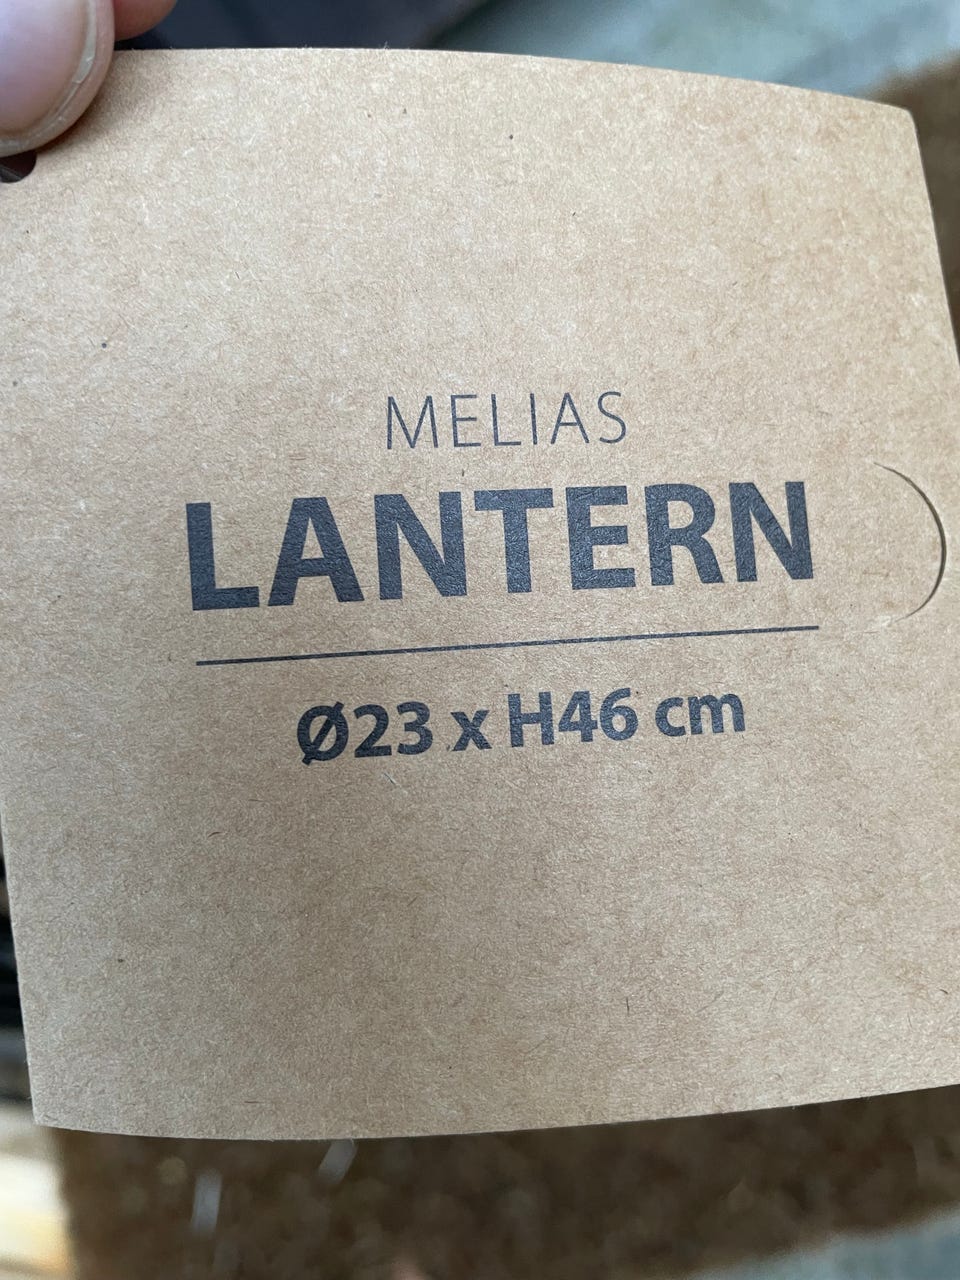 MELIAS
LANTERN
Ø23 x H46 cm